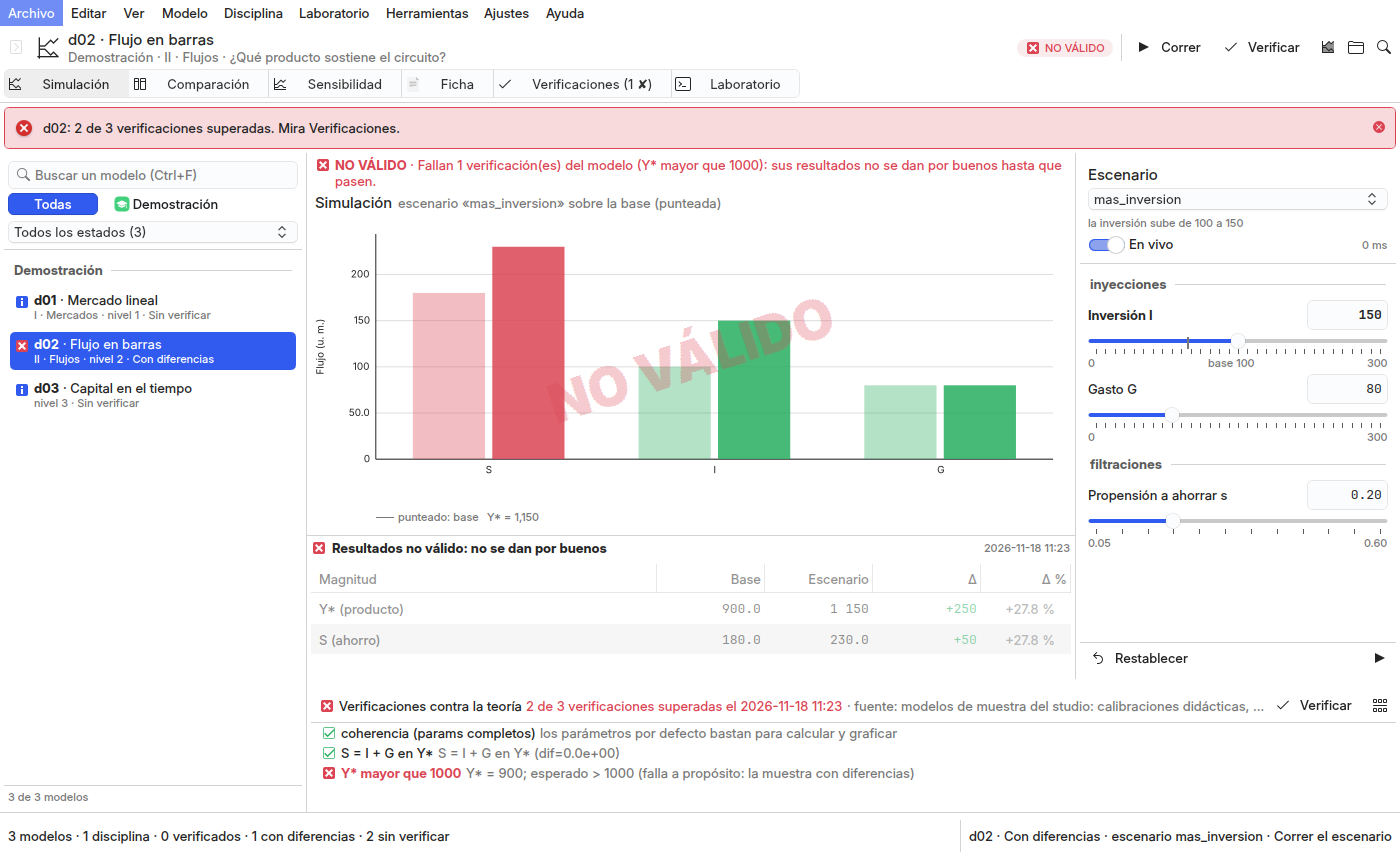 Archivo Editar Ver Modelo Disciplina Laboratorio Herramientas Ajustes Ayuda
d02 · Flujo en barras
Demostración · II · Flujos · ¿Qué producto sostiene el circuito?
NO VÁLIDO Correr Verificar
Simulación Comparación Sensibilidad Ficha Verificaciones (1 ✘) Laboratorio
d02: 2 de 3 verificaciones superadas. Mira Verificaciones.
Buscar un modelo (Ctrl+F)
Todas Demostración
Todos los estados (3)
Demostración
d01 · Mercado lineal
I · Mercados · nivel 1 · Sin verificar
d02 · Flujo en barras
II · Flujos · nivel 2 · Con diferencias
d03 · Capital en el tiempo
nivel 3 · Sin verificar
3 de 3 modelos
NO VÁLIDO · Fallan 1 verificación(es) del modelo (Y* mayor que 1000): sus resultados no se dan por buenos hasta que
pasen.
Simulación escenario «mas_inversion» sobre la base (punteada)
Flujo (u. m.)
200
150
100
50.0
0
S I G
NO VÁLIDO
punteado: base Y* = 1,150
Resultados no válido: no se dan por buenos 2026-11-18 11:23
Magnitud Base Escenario Δ Δ %
Y* (producto) 900.0 1 150 +250 +27.8 %
S (ahorro) 180.0 230.0 +50 +27.8 %
Verificaciones contra la teoría 2 de 3 verificaciones superadas el 2026-11-18 11:23 · fuente: modelos de muestra del studio: calibraciones didácticas, ... Verificar
coherencia (params completos) los parámetros por defecto bastan para calcular y graficar
S = I + G en Y* S = I + G en Y* (dif=0.0e+00)
Y* mayor que 1000 Y* = 900; esperado > 1000 (falla a propósito: la muestra con diferencias)
Escenario
mas_inversion
la inversión sube de 100 a 150
En vivo 0 ms
inyecciones
Inversión I 150
0 base 100 300
Gasto G 80
0 300
filtraciones
Propensión a ahorrar s 0.20
0.05 0.60
Restablecer
3 modelos · 1 disciplina · 0 verificados · 1 con diferencias · 2 sin verificar
d02 · Con diferencias · escenario mas_inversion · Correr el escenario